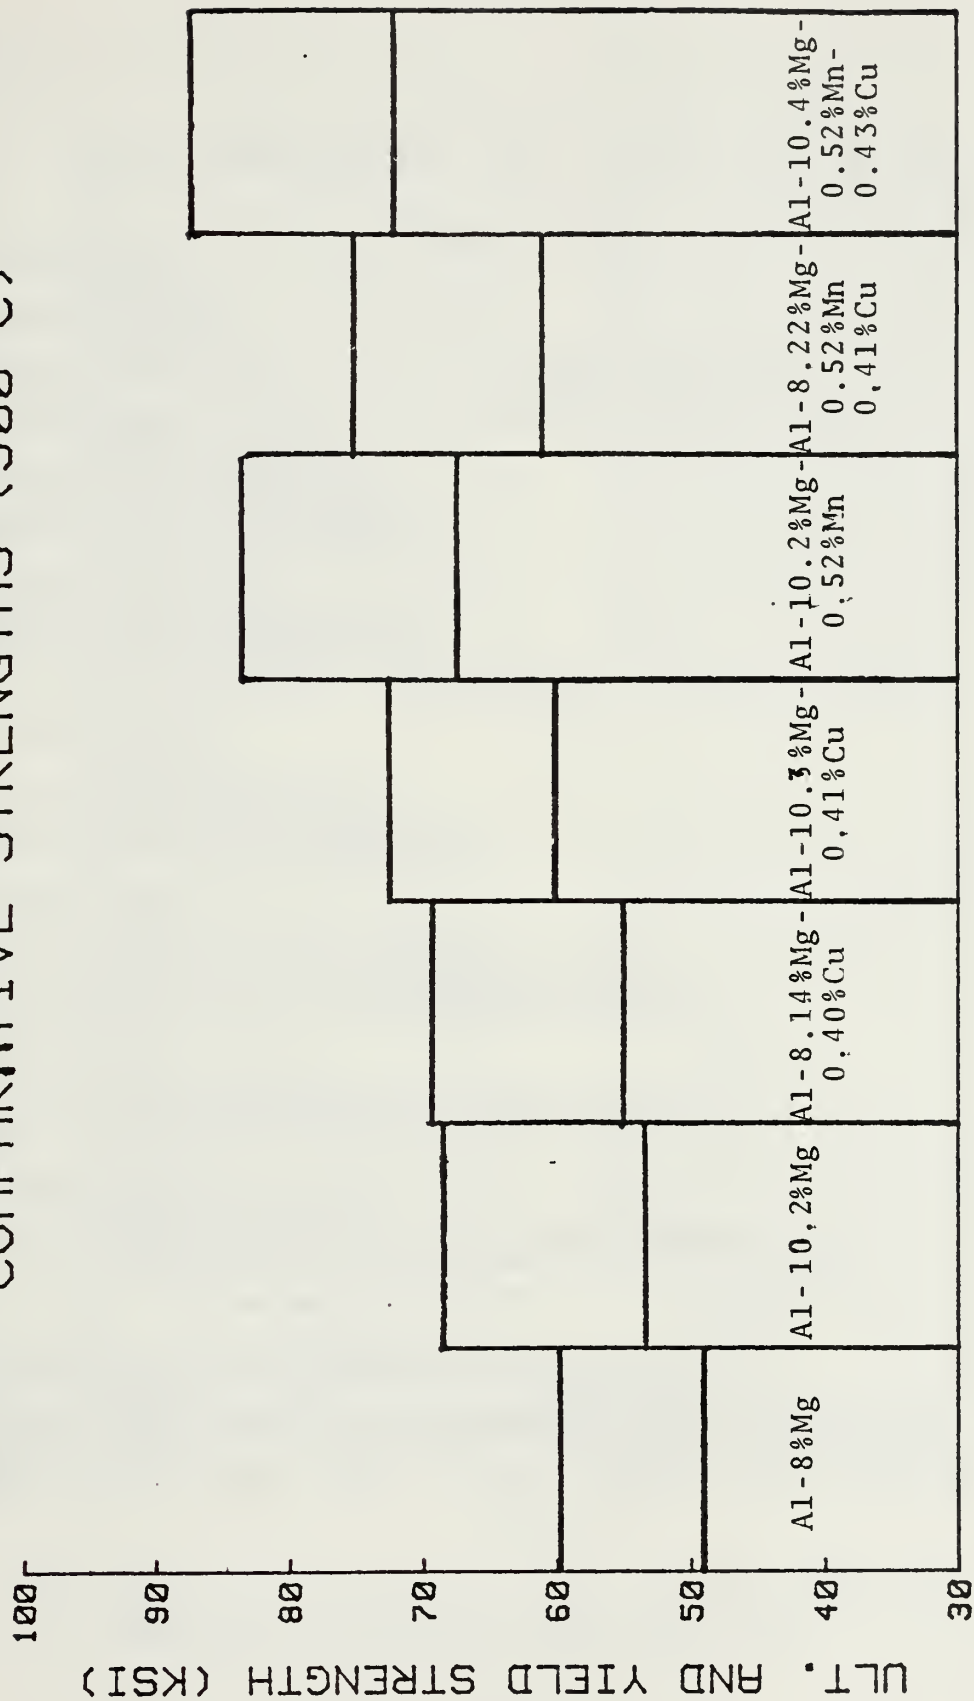 COMPARATIVE STRENGTHS
ULT. AND YIELD STRENGTH (KSI)
100
90
80
70
60
50
40
30
Al-8%Mg
Al-10.2%Mg
Al-8.14%Mg-
0.40%Cu
Al-10.3%Mg-
0.41%Cu
Al-10.2%Mg-
0.52%Mn
Al-8.22%Mg-
0.52%Mn
0.41%Cu
Al-10.4%Mg-
0.52%Mn-
0.43%Cu